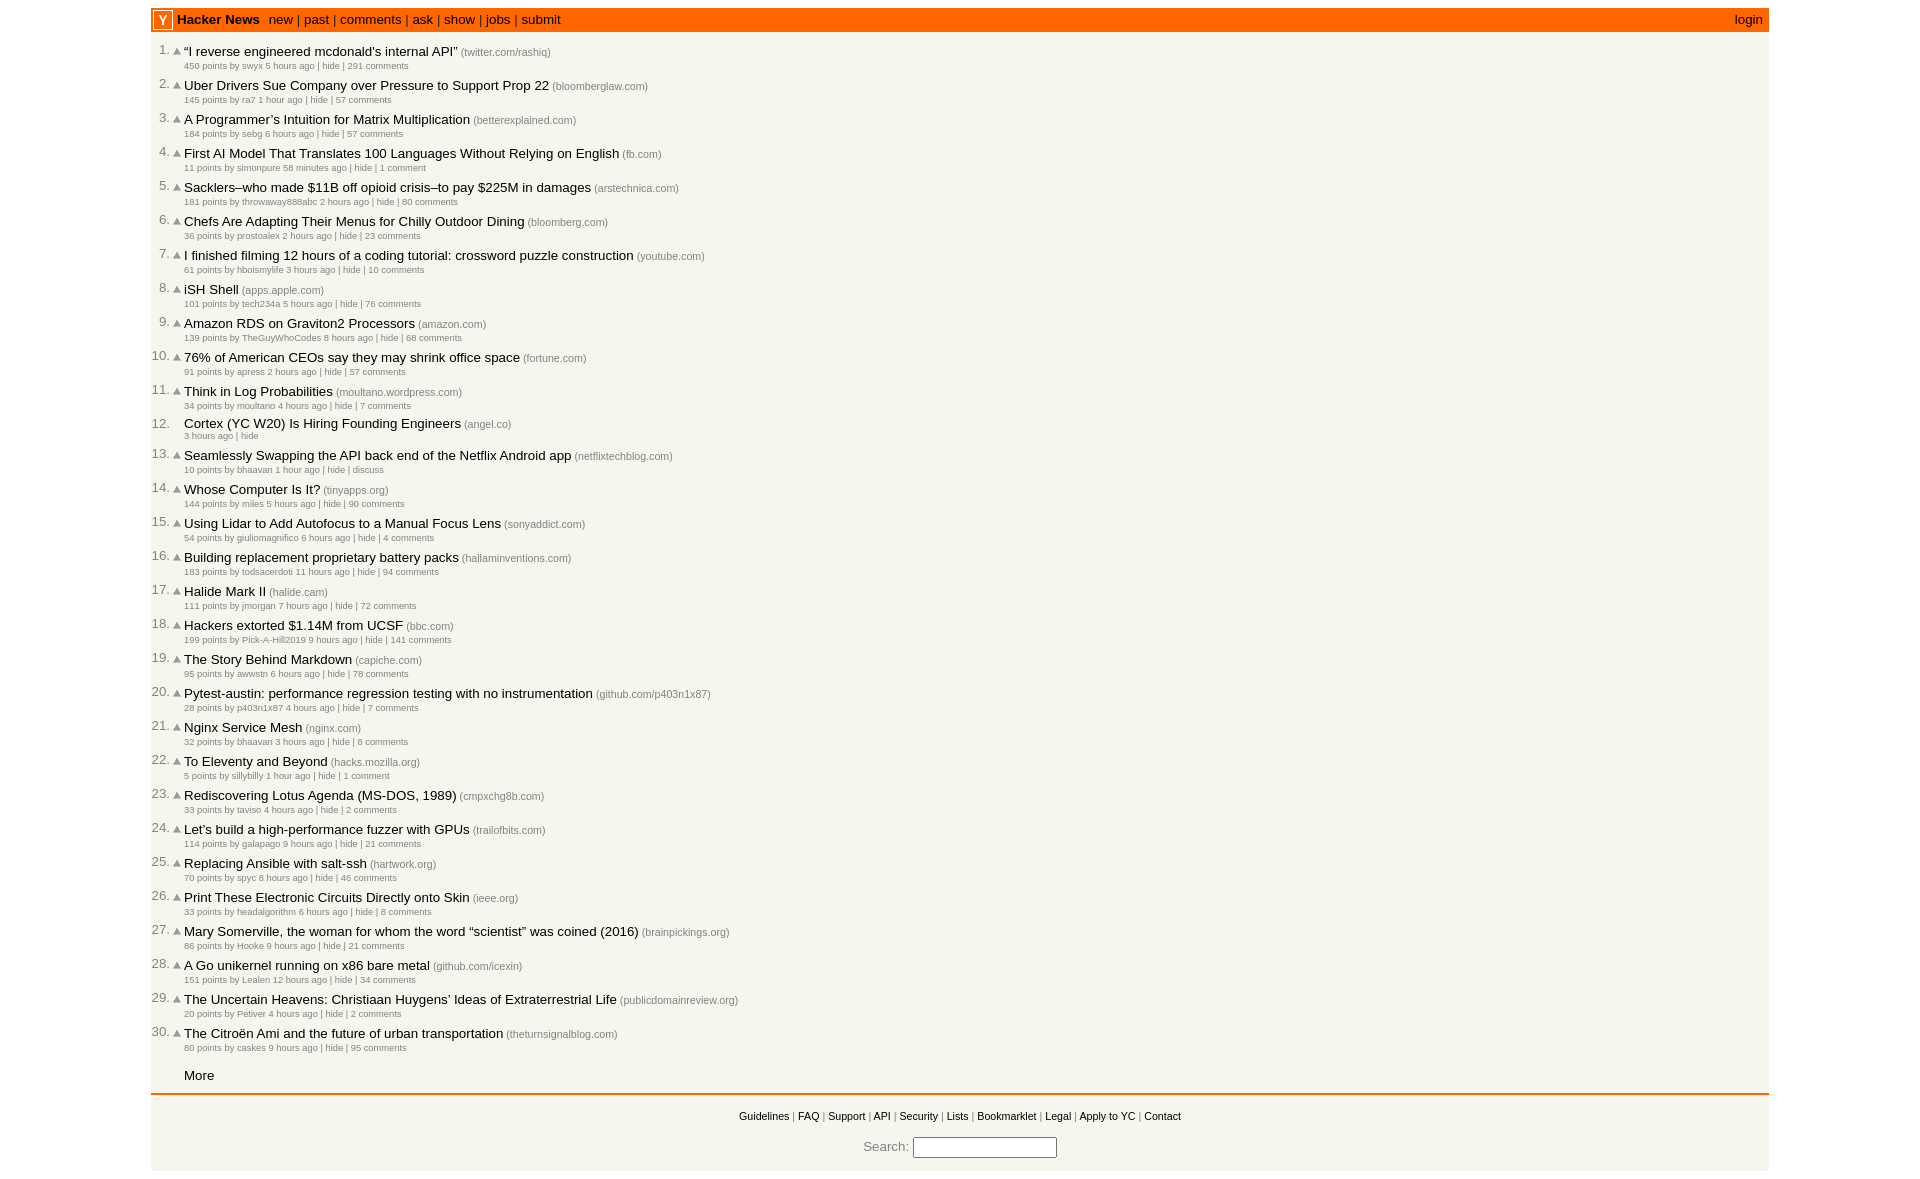 Y Hacker News new | past | comments | ask | show | jobs | submit login
1. “I reverse engineered mcdonald's internal API” (twitter.com/rashiq)
450 points by swyx 5 hours ago | hide | 291 comments
2. Uber Drivers Sue Company over Pressure to Support Prop 22 (bloomberglaw.com)
145 points by ra7 1 hour ago | hide | 57 comments
3. A Programmer’s Intuition for Matrix Multiplication (betterexplained.com)
184 points by sebg 6 hours ago | hide | 57 comments
4. First AI Model That Translates 100 Languages Without Relying on English (fb.com)
11 points by simonpure 58 minutes ago | hide | 1 comment
5. Sacklers–who made $11B off opioid crisis–to pay $225M in damages (arstechnica.com)
181 points by throwaway888abc 2 hours ago | hide | 80 comments
6. Chefs Are Adapting Their Menus for Chilly Outdoor Dining (bloomberg.com)
36 points by prostoalex 2 hours ago | hide | 23 comments
7. I finished filming 12 hours of a coding tutorial: crossword puzzle construction (youtube.com)
61 points by hboismylife 3 hours ago | hide | 10 comments
8. iSH Shell (apps.apple.com)
101 points by tech234a 5 hours ago | hide | 76 comments
9. Amazon RDS on Graviton2 Processors (amazon.com)
139 points by TheGuyWhoCodes 8 hours ago | hide | 68 comments
10. 76% of American CEOs say they may shrink office space (fortune.com)
91 points by apress 2 hours ago | hide | 57 comments
11. Think in Log Probabilities (moultano.wordpress.com)
34 points by moultano 4 hours ago | hide | 7 comments
12. Cortex (YC W20) Is Hiring Founding Engineers (angel.co)
3 hours ago | hide
13. Seamlessly Swapping the API back end of the Netflix Android app (netflixtechblog.com)
10 points by bhaavan 1 hour ago | hide | discuss
14. Whose Computer Is It? (tinyapps.org)
144 points by miles 5 hours ago | hide | 90 comments
15. Using Lidar to Add Autofocus to a Manual Focus Lens (sonyaddict.com)
54 points by giuliomagnifico 6 hours ago | hide | 4 comments
16. Building replacement proprietary battery packs (hallaminventions.com)
183 points by todsacerdoti 11 hours ago | hide | 94 comments
17. Halide Mark II (halide.cam)
111 points by jmorgan 7 hours ago | hide | 72 comments
18. Hackers extorted $1.14M from UCSF (bbc.com)
199 points by Pick-A-Hill2019 9 hours ago | hide | 141 comments
19. The Story Behind Markdown (capiche.com)
95 points by awwstn 6 hours ago | hide | 78 comments
20. Pytest-austin: performance regression testing with no instrumentation (github.com/p403n1x87)
28 points by p403n1x87 4 hours ago | hide | 7 comments
21. Nginx Service Mesh (nginx.com)
32 points by bhaavan 3 hours ago | hide | 8 comments
22. To Eleventy and Beyond (hacks.mozilla.org)
5 points by sillybilly 1 hour ago | hide | 1 comment
23. Rediscovering Lotus Agenda (MS-DOS, 1989) (cmpxchg8b.com)
33 points by taviso 4 hours ago | hide | 2 comments
24. Let’s build a high-performance fuzzer with GPUs (trailofbits.com)
114 points by galapago 9 hours ago | hide | 21 comments
25. Replacing Ansible with salt-ssh (hartwork.org)
70 points by spyc 8 hours ago | hide | 46 comments
26. Print These Electronic Circuits Directly onto Skin (ieee.org)
33 points by headalgorithm 6 hours ago | hide | 8 comments
27. Mary Somerville, the woman for whom the word “scientist” was coined (2016) (brainpickings.org)
86 points by Hooke 9 hours ago | hide | 21 comments
28. A Go unikernel running on x86 bare metal (github.com/icexin)
151 points by Lealen 12 hours ago | hide | 34 comments
29. The Uncertain Heavens: Christiaan Huygens’ Ideas of Extraterrestrial Life (publicdomainreview.org)
20 points by Petiver 4 hours ago | hide | 2 comments
30. The Citroën Ami and the future of urban transportation (theturnsignalblog.com)
80 points by caskes 9 hours ago | hide | 95 comments
More
Guidelines | FAQ | Support | API | Security | Lists | Bookmarklet | Legal | Apply to YC | Contact
Search: